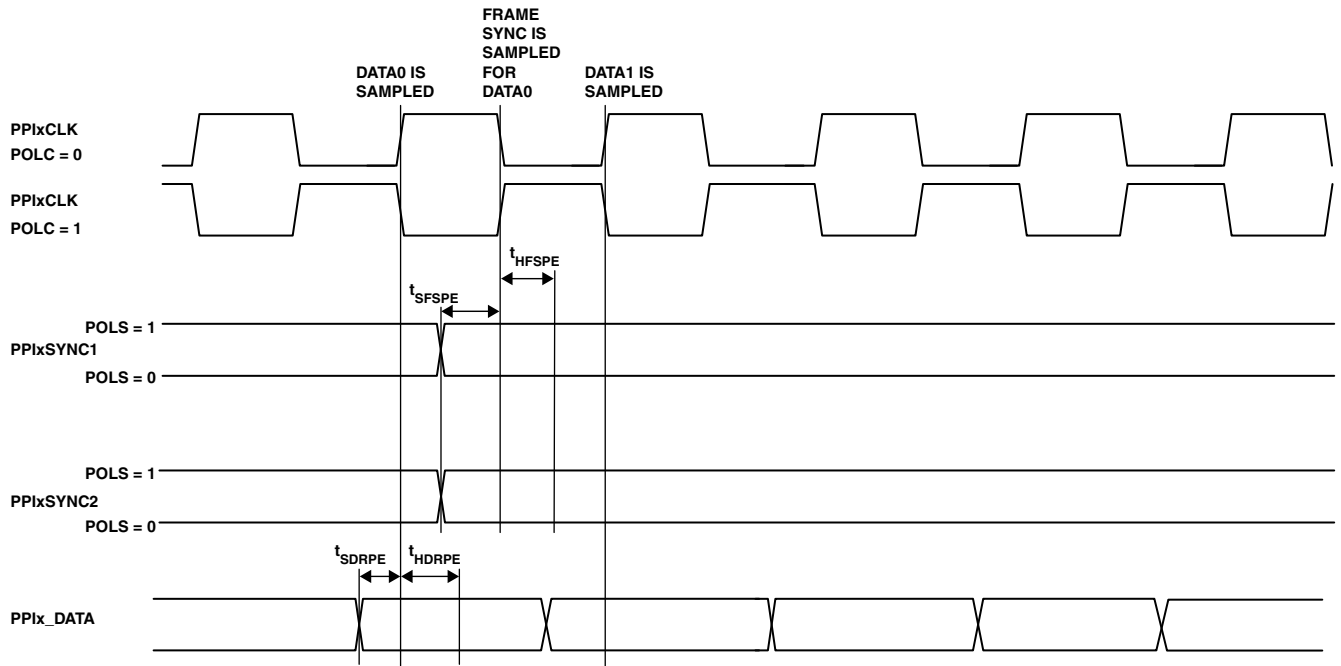 FRAME
SYNC IS
SAMPLED
FOR
DATA0
DATA0 IS
SAMPLED
DATA1 IS
SAMPLED
PPIxCLK
POLC = 0
PPIxCLK
POLC = 1
tHFSPE
tSFSPE
POLS = 1
PPIxSYNC1
POLS = 0
POLS = 1
PPIxSYNC2
POLS = 0
tSDRPE
tHDRPE
PPIx_DATA